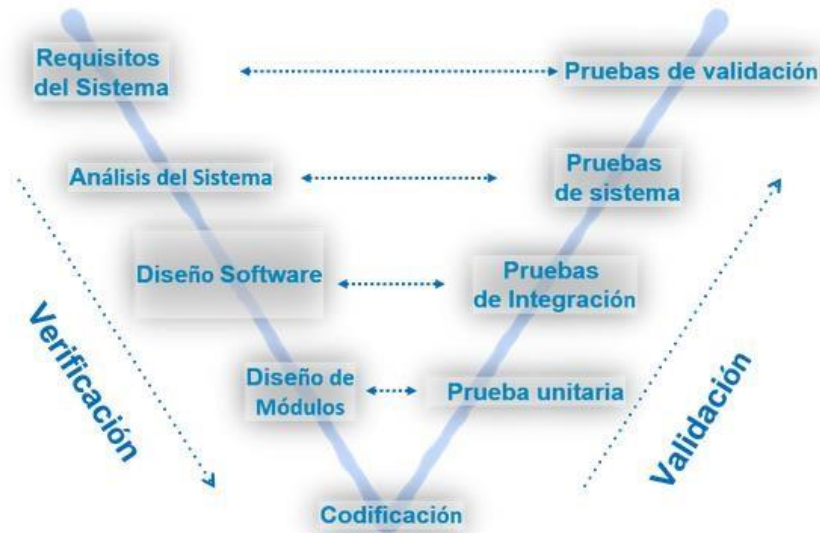 Requisitos
del Sistema
Pruebas de validación
Análisis del Sistema
Pruebas
de sistema
Diseño Software
Pruebas
de Integración
Diseño de
Módulos
Prueba unitaria
Verificación
Validación
Codificación